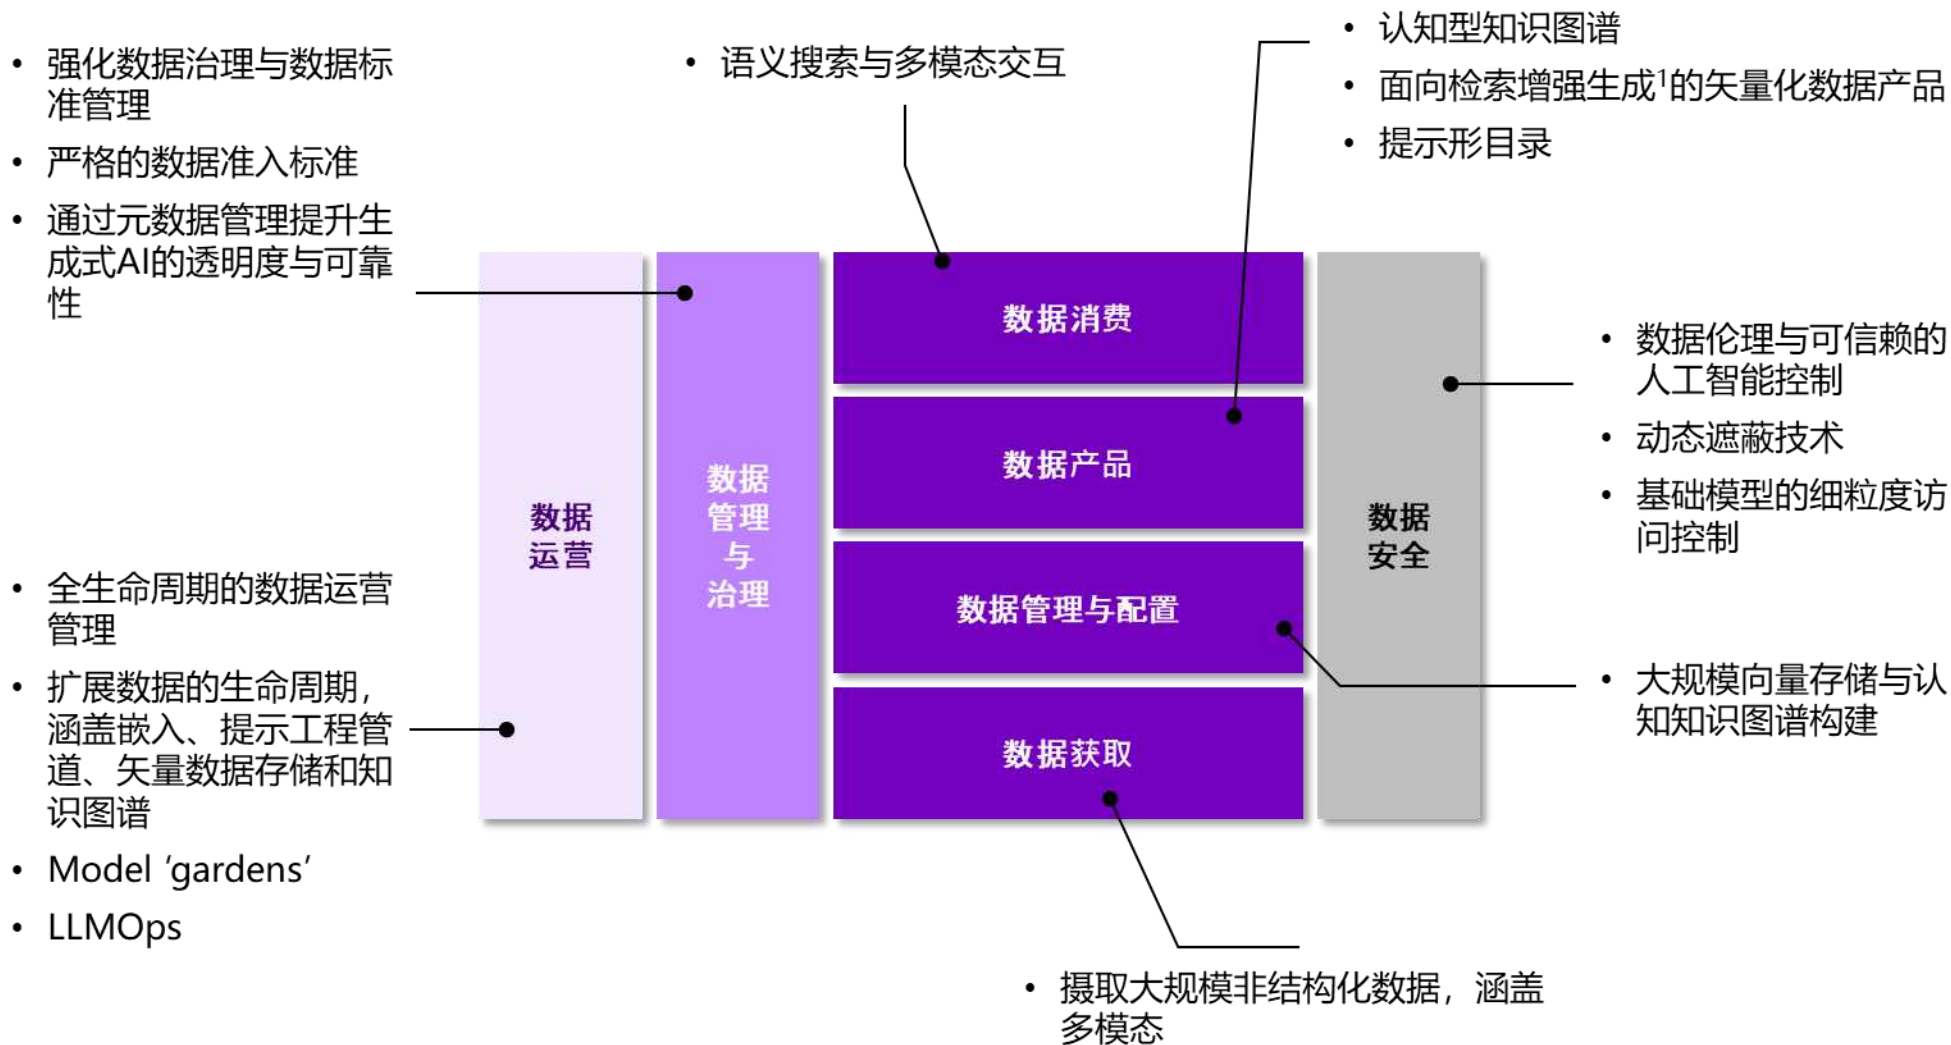 • 强化数据治理与数据标
准管理
• 严格的数据准入标准
• 通过元数据管理提升生
成式AI的透明度与可靠
性
• 全生命周期的数据运营
管理
• 扩展数据的生命周期，
涵盖嵌入、提示工程管
道、矢量数据存储和知
识图谱
• Model ‘gardens’
• LLMOps
• 语义搜索与多模态交互
• 认知型知识图谱
• 面向检索增强生成¹的矢量化数据产品
• 提示形目录
数据
运营
数据
管理
与
治理
数据消费
数据产品
数据管理与配置
数据获取
数据
安全
• 数据伦理与可信赖的
人工智能控制
• 动态遮蔽技术
• 基础模型的细粒度访
问控制
• 大规模向量存储与认
知知识图谱构建
• 摄取大规模非结构化数据，涵盖
多模态